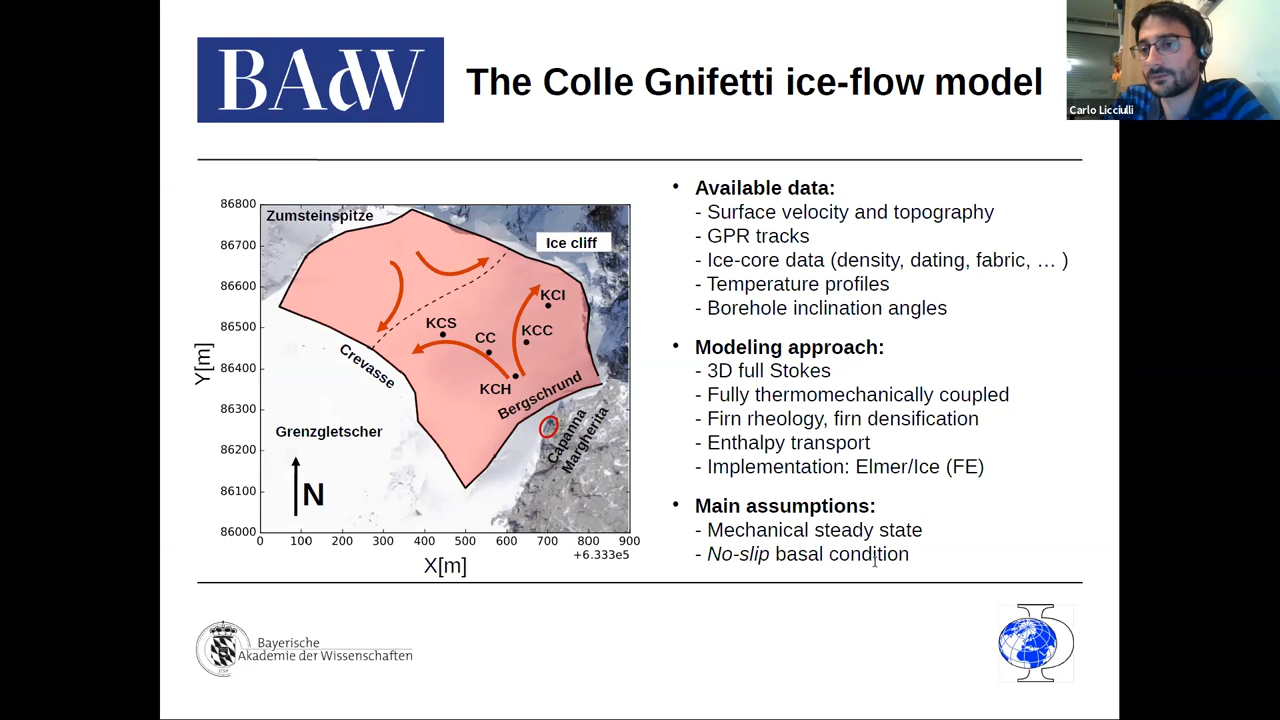 BAdW
The Colle Gnifetti ice-flow model
Carlo Licciulli
86800
86700
86600
86500
86400
86300
86200
86100
86000
Y[m]
Zumsteinspitze
Ice cliff
KCI
KCS
CC
KCC
KCH
Crevasse
Bergschrund
Grenzgletscher
Capanna
Margherita
N
0 100 200 300 400 500 600 700 800 900
+6.333e5
X[m]
• Available data:
- Surface velocity and topography
- GPR tracks
- Ice-core data (density, dating, fabric, … )
- Temperature profiles
- Borehole inclination angles
• Modeling approach:
- 3D full Stokes
- Fully thermomechanically coupled
- Firn rheology, firn densification
- Enthalpy transport
- Implementation: Elmer/Ice (FE)
• Main assumptions:
- Mechanical steady state
- No-slip basal condition
Bayerische
Akademie der Wissenschaften